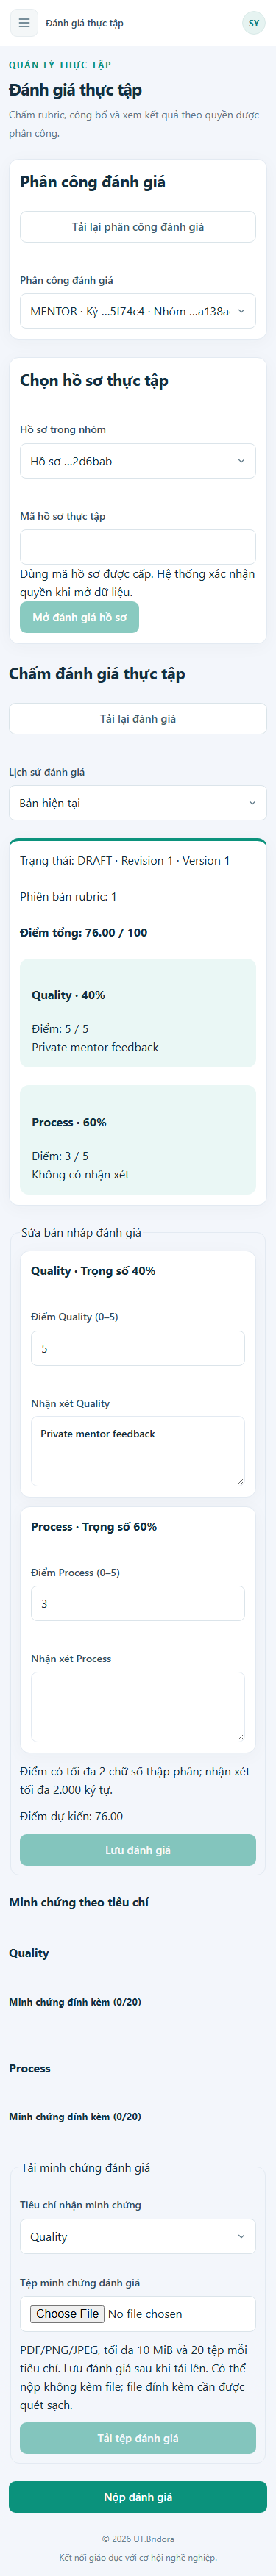 Đánh giá thực tập
SY
QUẢN LÝ THỰC TẬP
Đánh giá thực tập
Chấm rubric, công bố và xem kết quả theo quyền được
phân công.
Phân công đánh giá
Tải lại phân công đánh giá
Phân công đánh giá
MENTOR · Kỳ …5f74c4 · Nhóm …a138a
Chọn hồ sơ thực tập
Hồ sơ trong nhóm
Hồ sơ …2d6bab
Mã hồ sơ thực tập
Dùng mã hồ sơ được cấp. Hệ thống xác nhận
quyền khi mở dữ liệu.
Mở đánh giá hồ sơ
Chấm đánh giá thực tập
Tải lại đánh giá
Lịch sử đánh giá
Bản hiện tại
Trạng thái: DRAFT · Revision 1 · Version 1
Phiên bản rubric: 1
Điểm tổng: 76.00 / 100
Quality · 40%
Điểm: 5 / 5
Private mentor feedback
Process · 60%
Điểm: 3 / 5
Không có nhận xét
Sửa bản nháp đánh giá
Quality · Trọng số 40%
Điểm Quality (0–5)
5
Nhận xét Quality
Private mentor feedback
Process · Trọng số 60%
Điểm Process (0–5)
3
Nhận xét Process
Điểm có tối đa 2 chữ số thập phân; nhận xét
tối đa 2.000 ký tự.
Điểm dự kiến: 76.00
Lưu đánh giá
Minh chứng theo tiêu chí
Quality
Minh chứng đính kèm (0/20)
Process
Minh chứng đính kèm (0/20)
Tải minh chứng đánh giá
Tiêu chí nhận minh chứng
Quality
Tệp minh chứng đánh giá
Choose File No file chosen
PDF/PNG/JPEG, tối đa 10 MiB và 20 tệp mỗi
tiêu chí. Lưu đánh giá sau khi tải lên. Có thể
nộp không kèm file; file đính kèm cần được
quét sạch.
Tải tệp đánh giá
Nộp đánh giá
© 2026 UT.Bridora
Kết nối giáo dục với cơ hội nghề nghiệp.